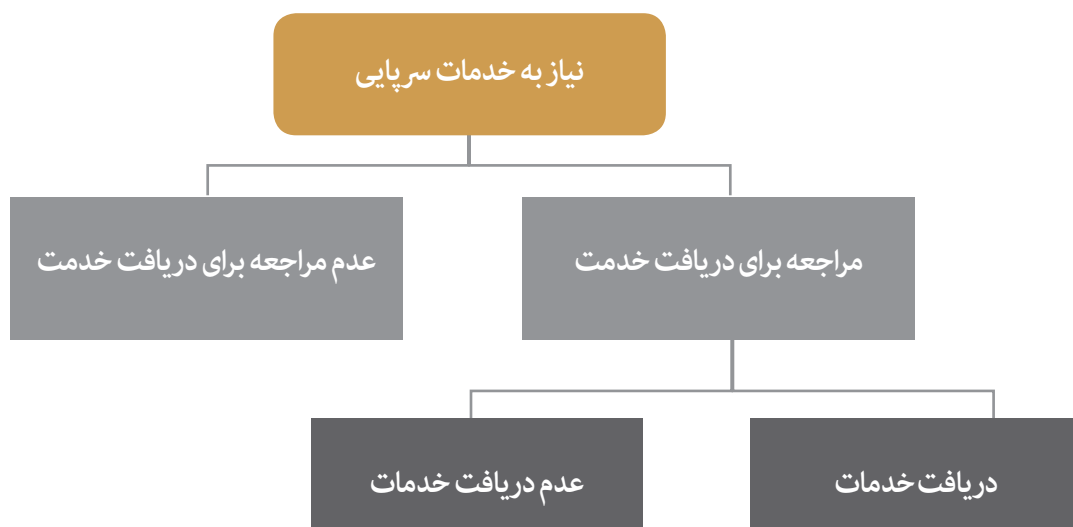 نیاز به خدمات سرپایی
مراجعه برای دریافت خدمت
عدم مراجعه برای دریافت خدمت
دریافت خدمات
عدم دریافت خدمات